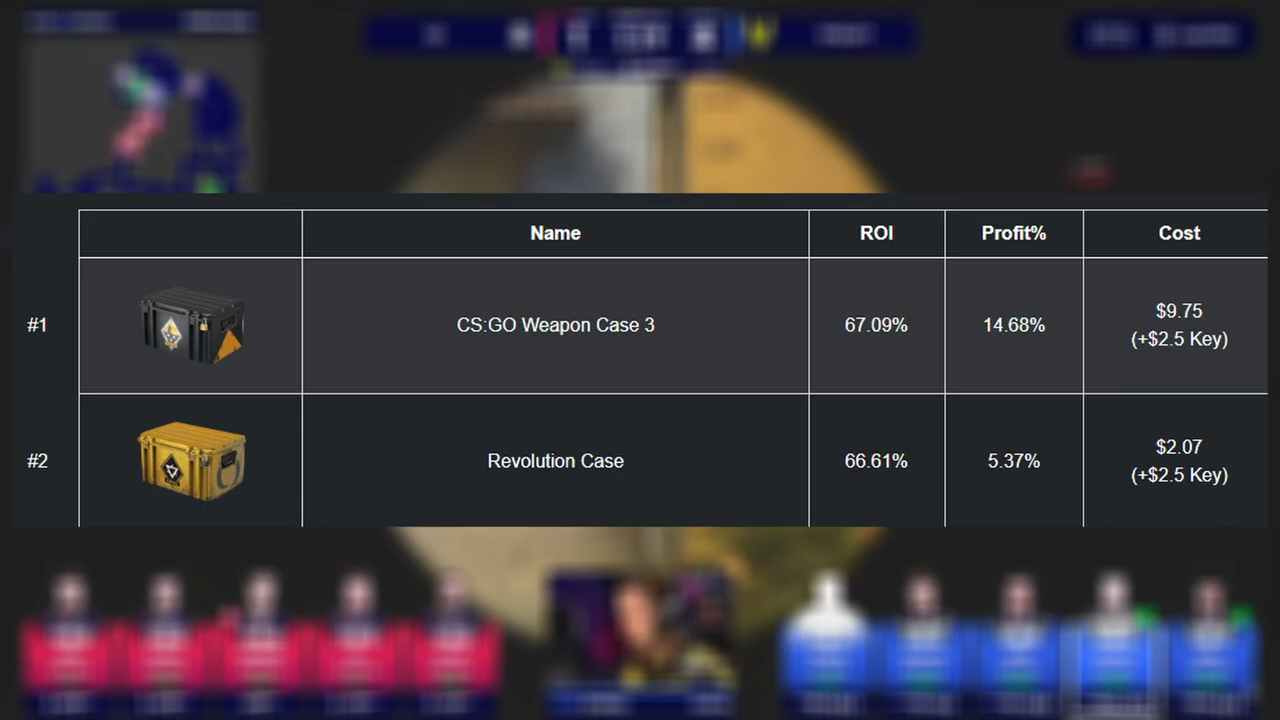 Name ROI Profit% Cost
#1 CS:GO Weapon Case 3 67.09% 14.68% $9.75
(+$2.5 Key)
#2 Revolution Case 66.61% 5.37% $2.07
(+$2.5 Key)